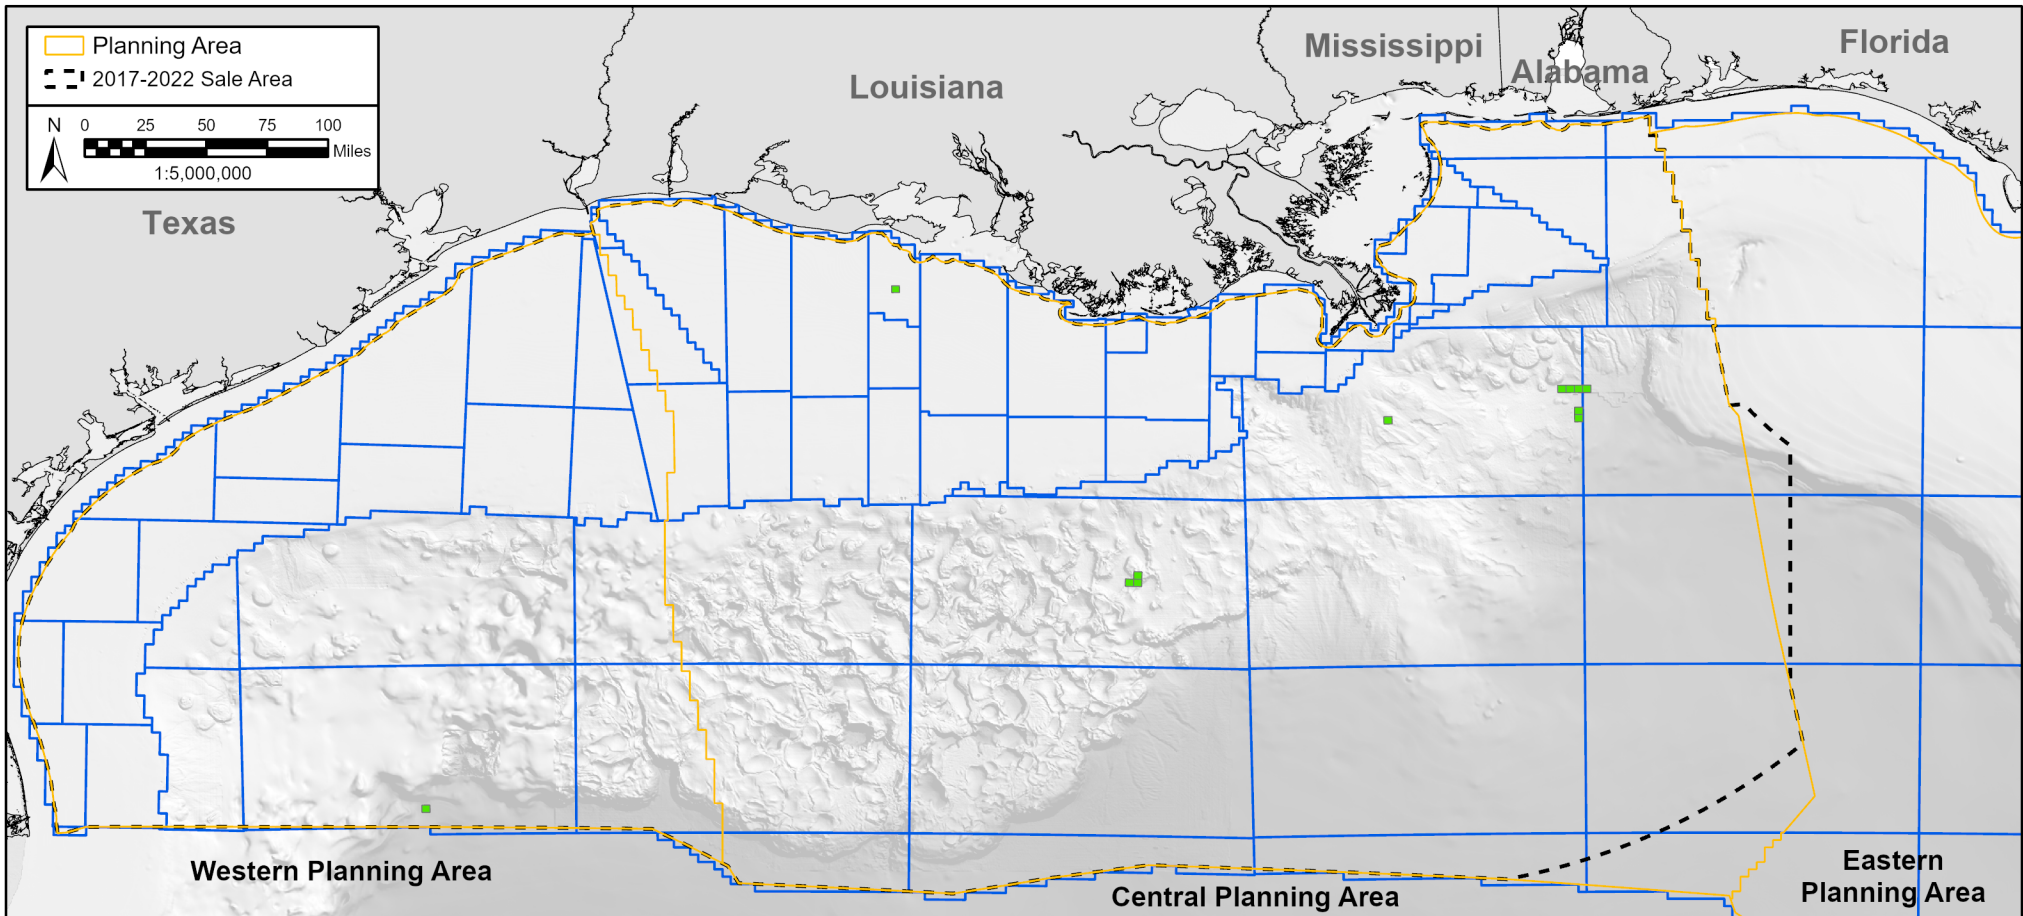 Planning Area
2017-2022 Sale Area
N
0 25 50 75 100
Miles
1:5,000,000
Texas
Louisiana
Mississippi
Alabama
Florida
Western Planning Area
Central Planning Area
Eastern
Planning Area